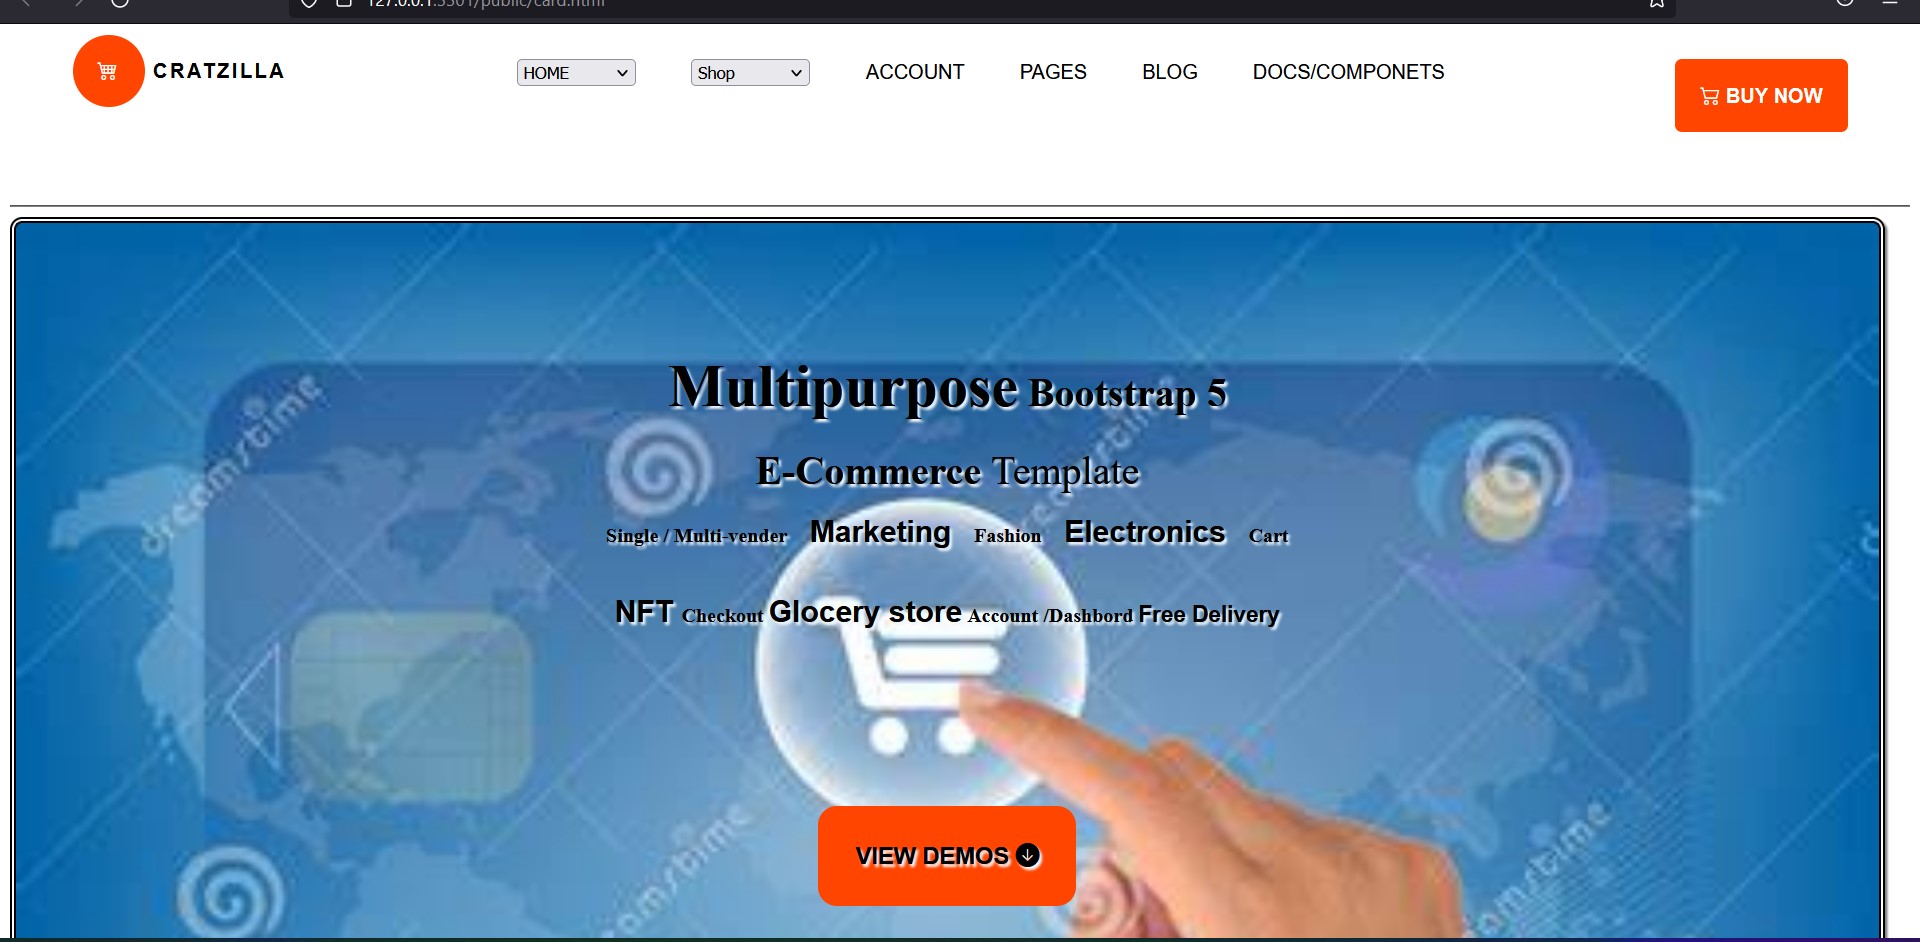 127.0.0.1:5501/public/card.html
CRATZILLA
HOME
Shop
ACCOUNT
PAGES
BLOG
DOCS/COMPONETS
BUY NOW
Multipurpose Bootstrap 5
E-Commerce Template
Single / Multi-vender Marketing Fashion Electronics Cart
NFT Checkout Glocery store Account /Dashbord Free Delivery
dreamstime
dreamstime
VIEW DEMOS
dreamstime
dreamstime